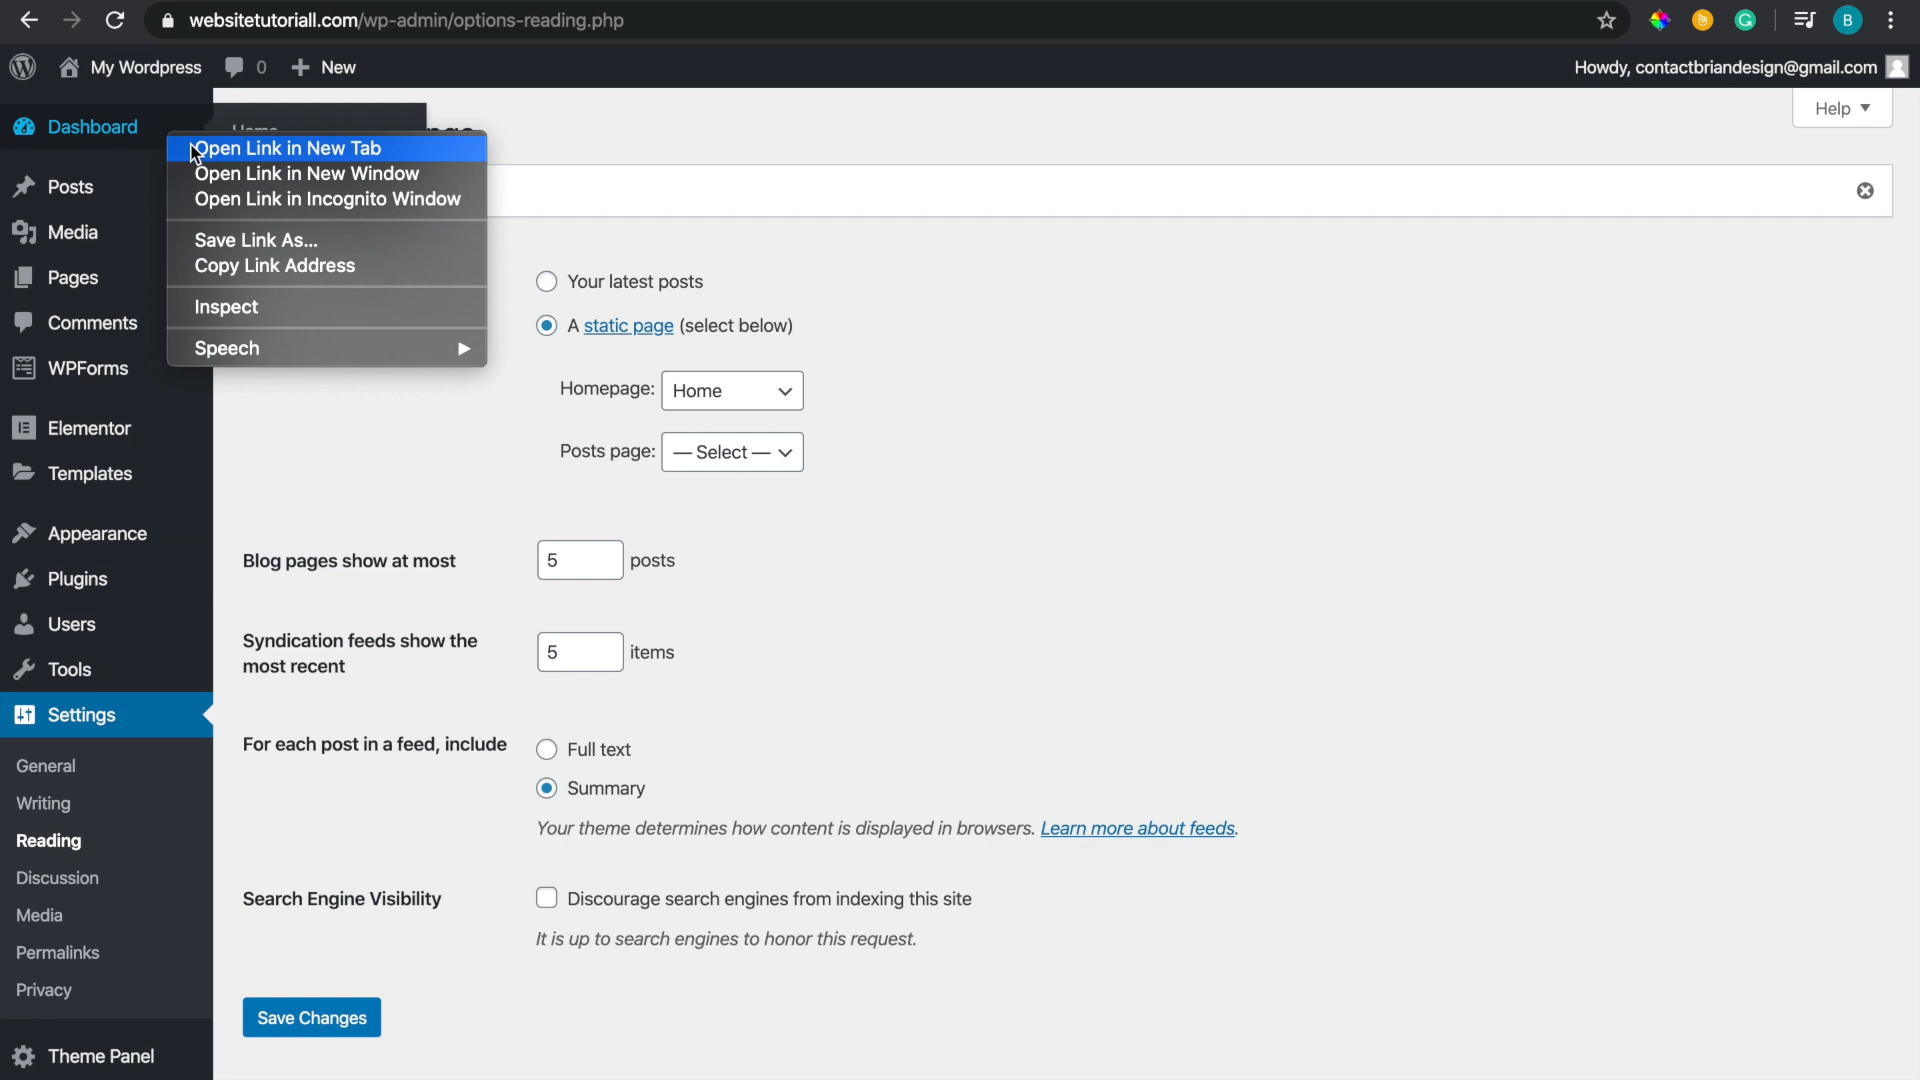 websitetutoriall.com/wp-admin/options-reading.php
B
My Wordpress
0
New
Howdy, contactbriandesign@gmail.com
Help
Dashboard
Home
Open Link in New Tab
Open Link in New Window
Open Link in Incognito Window
Save Link As...
Copy Link Address
Inspect
Speech
Posts
Media
Pages
Comments
WPForms
Elementor
Templates
Appearance
Plugins
Users
Tools
Settings
General
Writing
Reading
Discussion
Media
Permalinks
Privacy
Theme Panel
Your latest posts
A static page (select below)
Homepage: Home
Posts page: — Select —
Blog pages show at most 5 posts
Syndication feeds show the
most recent
5 items
For each post in a feed, include
Full text
Summary
Your theme determines how content is displayed in browsers. Learn more about feeds.
Search Engine Visibility
Discourage search engines from indexing this site
It is up to search engines to honor this request.
Save Changes